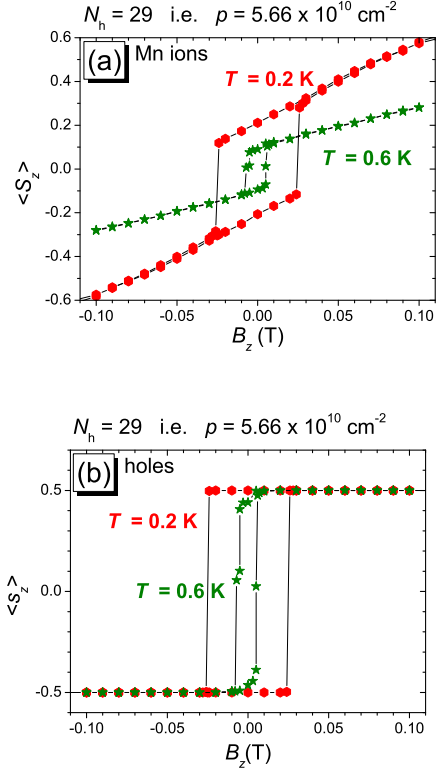 N_h = 29 i.e. p = 5.66 x 10^10 cm^-2
(a) Mn ions
T = 0.2 K
T = 0.6 K
<S_z>
0.6
0.4
0.2
0.0
-0.2
-0.4
-0.6
-0.10 -0.05 0.00 0.05 0.10
B_z (T)
N_h = 29 i.e. p = 5.66 x 10^10 cm^-2
(b) holes
T = 0.2 K
T = 0.6 K
<s_z>
0.5
0.0
-0.5
-0.10 -0.05 0.00 0.05 0.10
B_z(T)